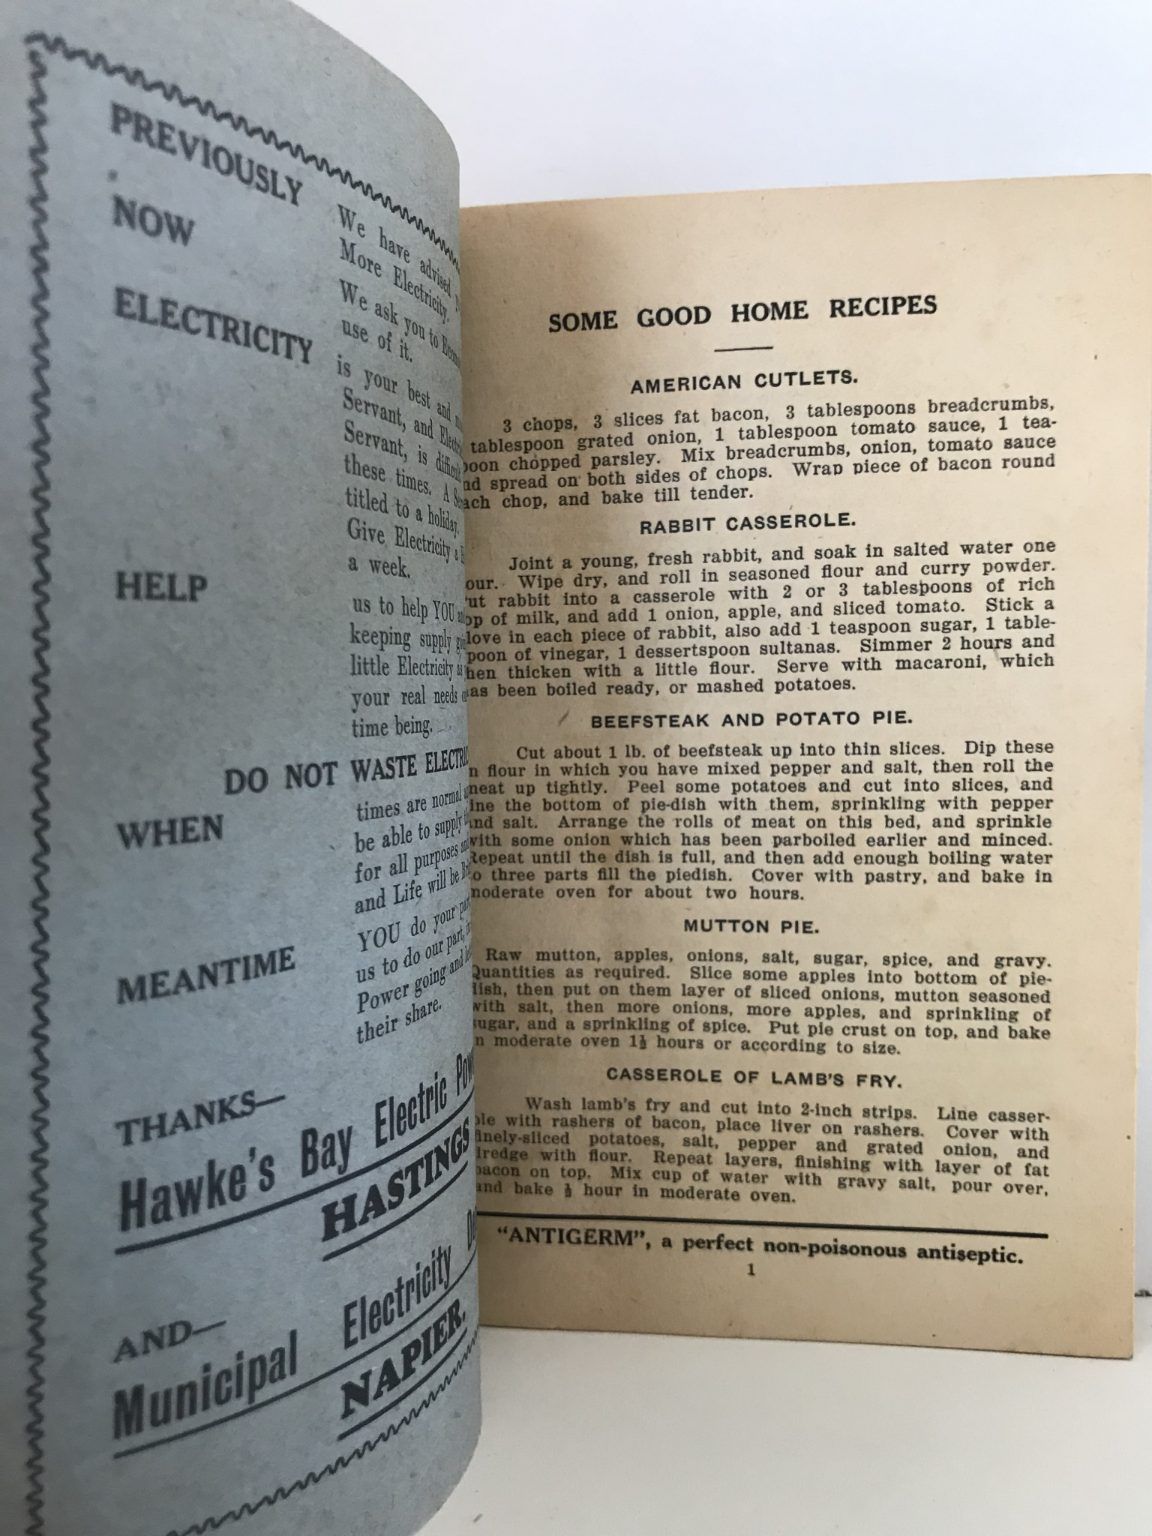 PREVIOUSLY
We have advised
More Electricity.
NOW
We ask you to
use of it.
ELECTRICITY
is your best and
Servant, and
Servant, is
these times. A
titled to a holiday.
Give Electricity a
a week.
HELP
us to help YOU
keeping supply
little Electricity as
your real needs
time being.
DO NOT WASTE
WHEN
times are normal
be able to supply
for all purposes
and Life will be
MEANTIME
YOU do your
us to do our part,
Power going and
their share.
THANKS—
Hawke's Bay Electric
HASTINGS
AND—
Municipal Electricity
NAPIER.
SOME GOOD HOME RECIPES
AMERICAN CUTLETS.
3 chops, 3 slices fat bacon, 3 tablespoons breadcrumbs,
tablespoon grated onion, 1 tablespoon tomato sauce, 1 tea-
poon chopped parsley. Mix breadcrumbs, onion, tomato sauce
nd spread on both sides of chops. Wrap piece of bacon round
ach chop, and bake till tender.
RABBIT CASSEROLE.
Joint a young, fresh rabbit, and soak in salted water one
our. Wipe dry, and roll in seasoned flour and curry powder.
ut rabbit into a casserole with 2 or 3 tablespoons of rich
op of milk, and add 1 onion, apple, and sliced tomato. Stick a
love in each piece of rabbit, also add 1 teaspoon sugar, 1 table-
poon of vinegar, 1 dessertspoon sultanas. Simmer 2 hours and
hen thicken with a little flour. Serve with macaroni, which
as been boiled ready, or mashed potatoes.
BEEFSTEAK AND POTATO PIE.
Cut about 1 lb. of beefsteak up into thin slices. Dip these
n flour in which you have mixed pepper and salt, then roll the
neat up tightly. Peel some potatoes and cut into slices, and
ine the bottom of pie-dish with them, sprinkling with pepper
nd salt. Arrange the rolls of meat on this bed, and sprinkle
with some onion which has been parboiled earlier and minced.
Repeat until the dish is full, and then add enough boiling water
o three parts fill the piedish. Cover with pastry, and bake in
moderate oven for about two hours.
MUTTON PIE.
Raw mutton, apples, onions, salt, sugar, spice, and gravy.
Quantities as required. Slice some apples into bottom of pie-
lish, then put on them layer of sliced onions, mutton seasoned
with salt, then more onions, more apples, and sprinkling of
sugar, and a sprinkling of spice. Put pie crust on top, and bake
n moderate oven 1½ hours or according to size.
CASSEROLE OF LAMB'S FRY.
Wash lamb's fry and cut into 2-inch strips. Line casser-
ole with rashers of bacon, place liver on rashers. Cover with
finely-sliced potatoes, salt, pepper and grated onion, and
dredge with flour. Repeat layers, finishing with layer of fat
bacon on top. Mix cup of water with gravy salt, pour over,
and bake ½ hour in moderate oven.
"ANTIGERM", a perfect non-poisonous antiseptic.
1